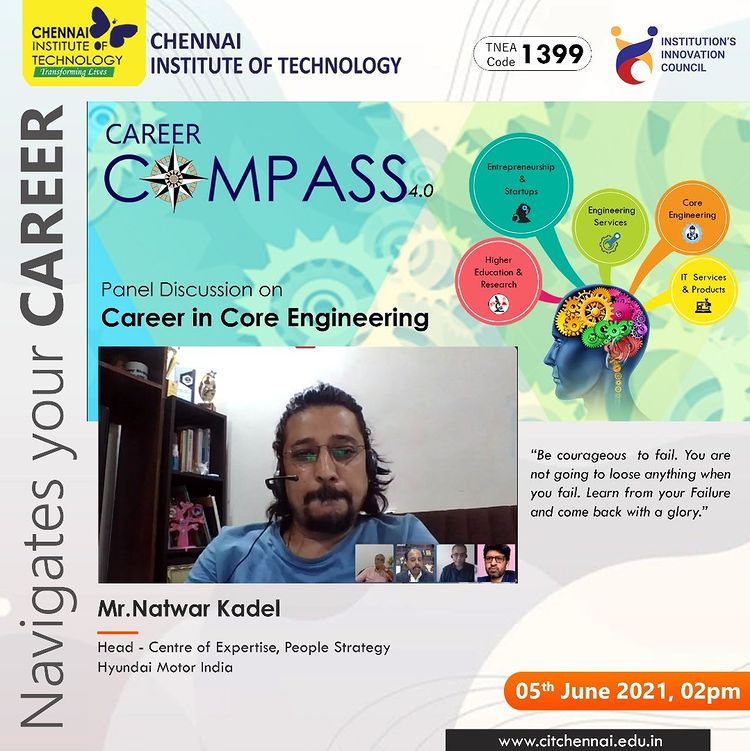 CHENNAI
INSTITUTE OF
TECHNOLOGY
Transforming Lives
CHENNAI
INSTITUTE OF TECHNOLOGY
TNEA
Code 1399
INSTITUTION'S
INNOVATION
COUNCIL
Navigates your CAREER
CAREER
COMPASS 4.0
Entrepreneurship
&
Startups
Engineering
Services
Core
Engineering
Higher
Education &
Research
IT Services
& Products
Panel Discussion on
Career in Core Engineering
“Be courageous to fail. You are
not going to loose anything when
you fail. Learn from your Failure
and come back with a glory.”
Mr.Natwar Kadel
Head - Centre of Expertise, People Strategy
Hyundai Motor India
05th June 2021, 02pm
www.citchennai.edu.in